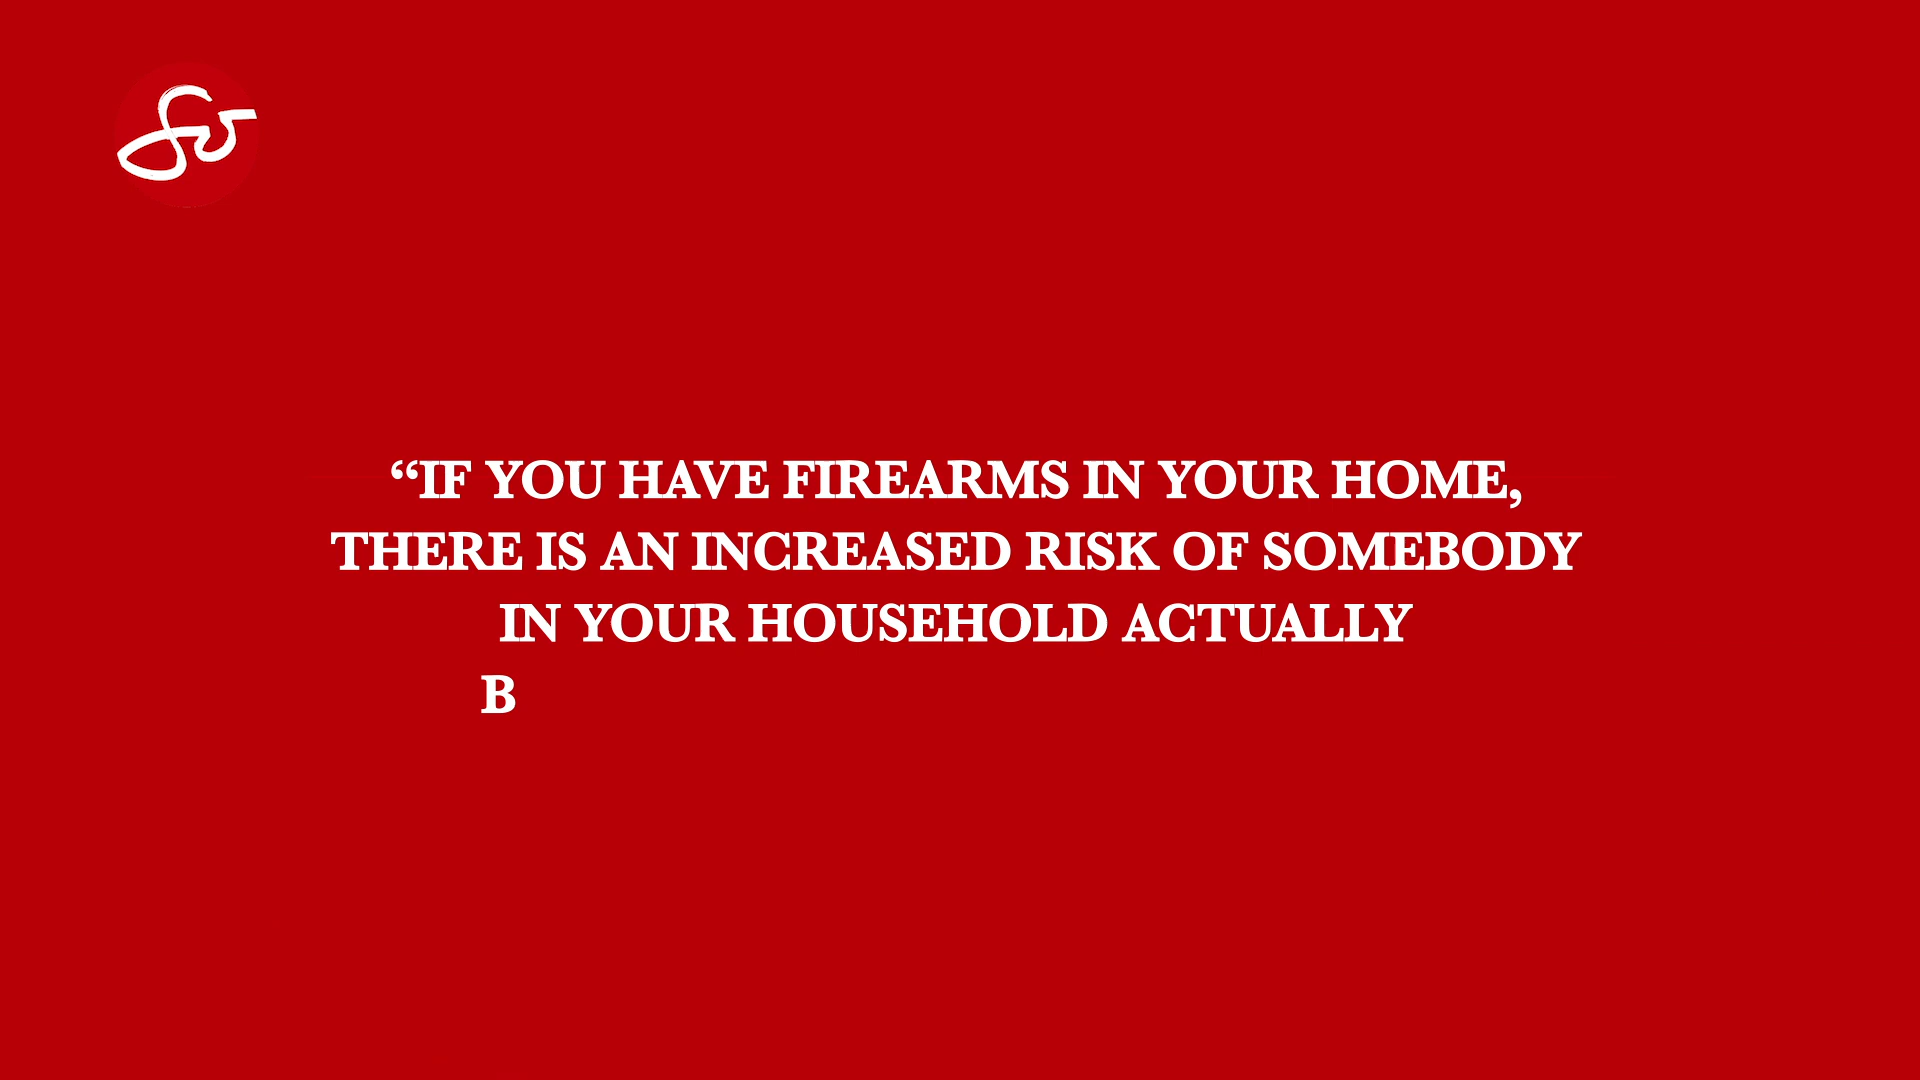 “IF YOU HAVE FIREARMS IN YOUR HOME,
THERE IS AN INCREASED RISK OF SOMEBODY
IN YOUR HOUSEHOLD ACTUALLY
B